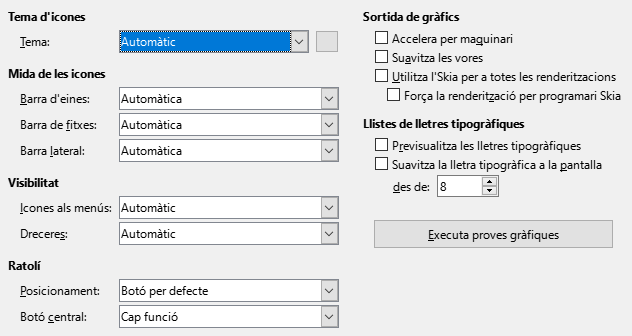 Tema d'icones
Tema: Automàtic
Mida de les icones
Barra d'eines: Automàtica
Barra de fitxes: Automàtica
Barra lateral: Automàtica
Visibilitat
Icones als menús: Automàtic
Dreceres: Automàtic
Ratolí
Posicionament: Botó per defecte
Botó central: Cap funció
Sortida de gràfics
Accelera per maquinari
Suavitza les vores
Utilitza l'Skia per a totes les renderitzacions
Força la renderització per programari Skia
Llistes de lletres tipogràfiques
Previsualitza les lletres tipogràfiques
Suavitza la lletra tipogràfica a la pantalla
des de: 8
Executa proves gràfiques